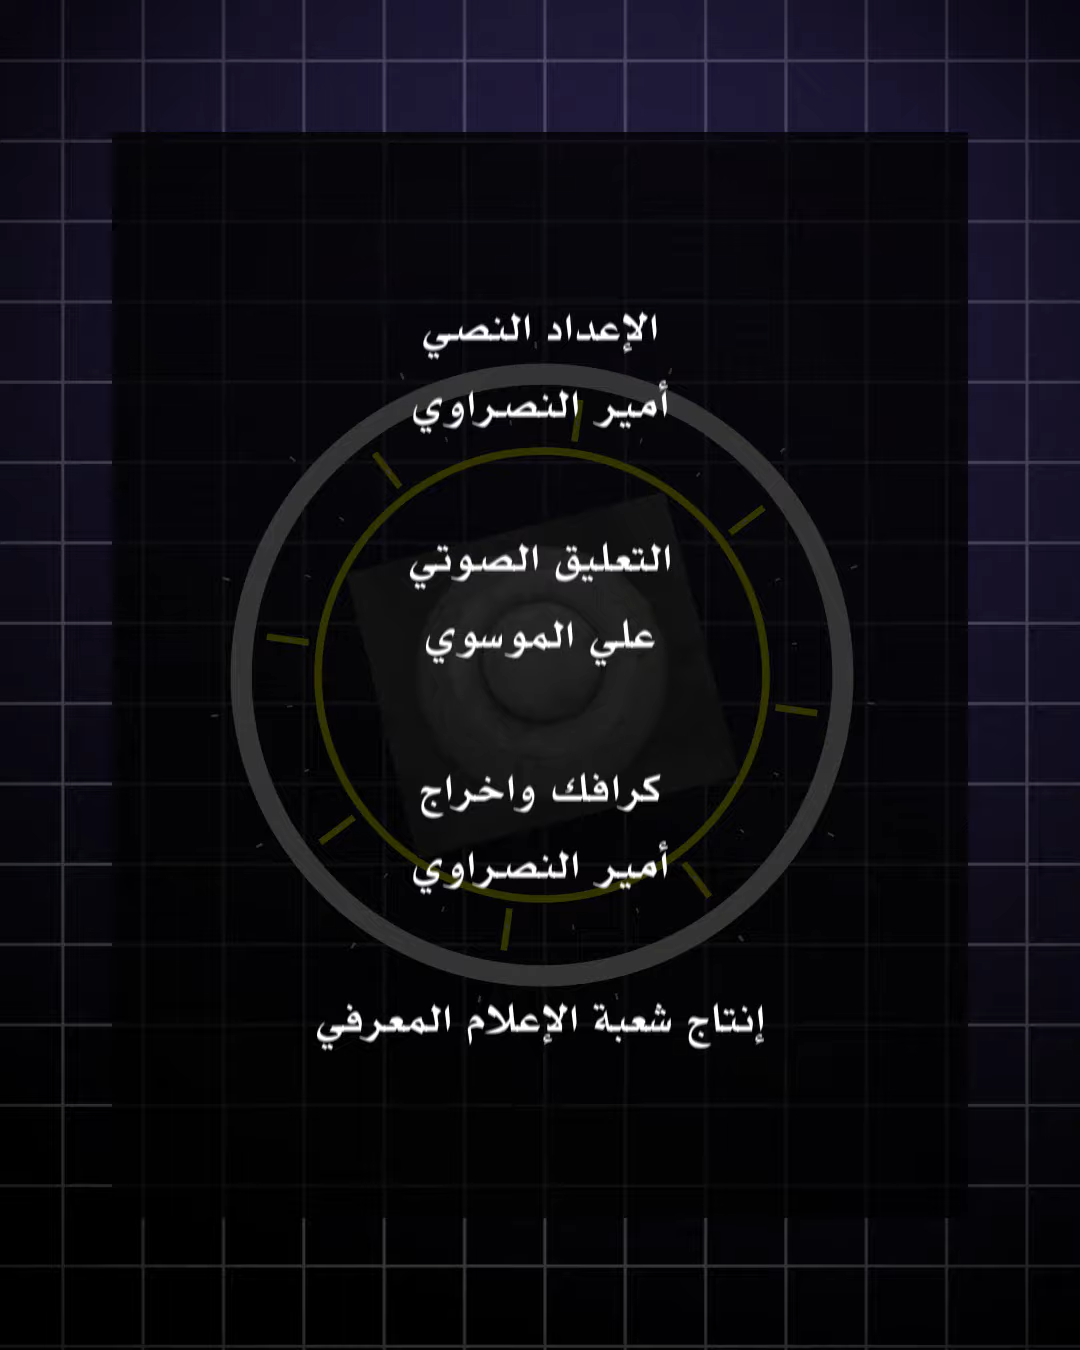 الإعداد النصي
أمير النصراوي
التعليق الصوتي
علي الموسوي
كرافك واخراج
أمير النصراوي
إنتاج شعبة الإعلام المعرفي